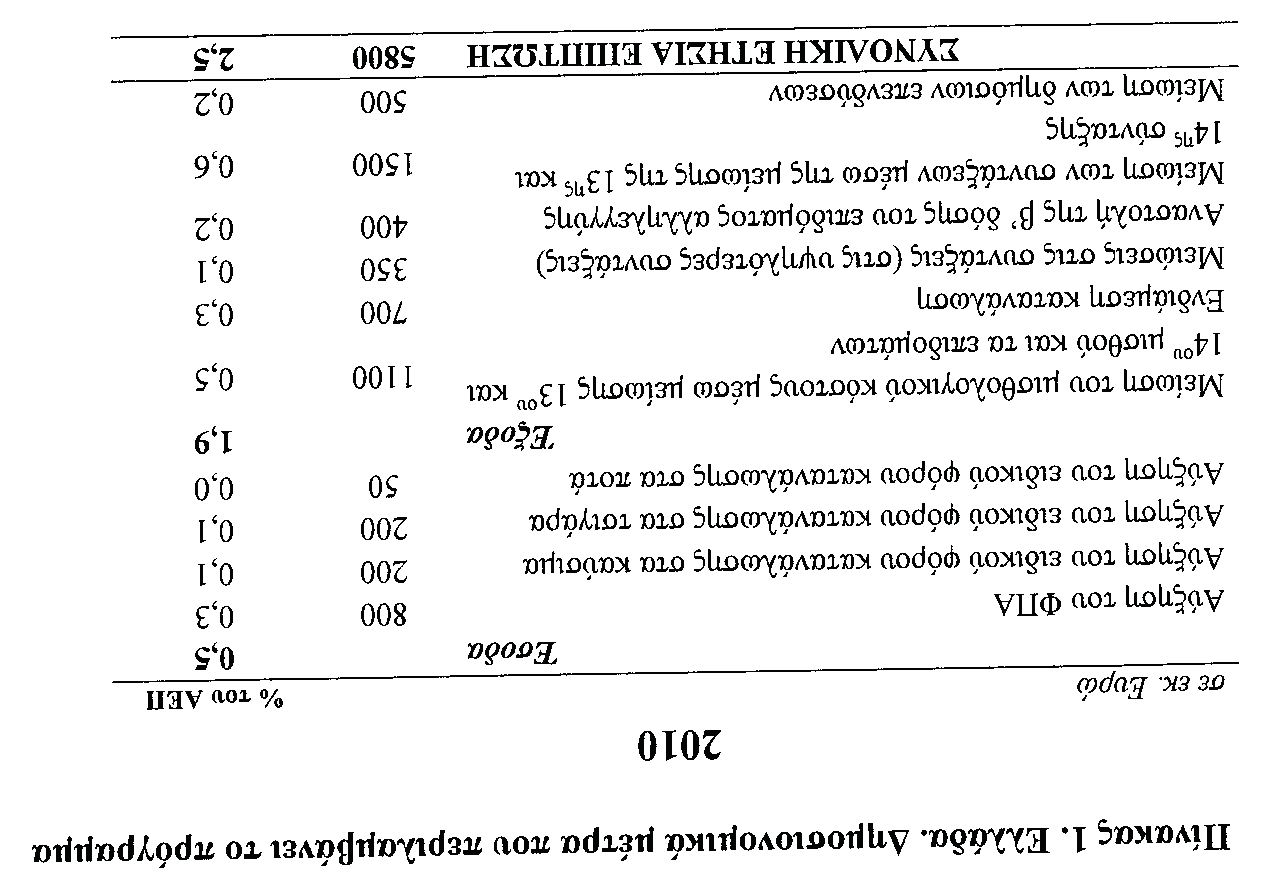 Πίνακας 1. Ελλάδα. Δημοσιονομικά μέτρα που περιλαμβάνει το πρόγραμμα
2010
σε εκ. Ευρώ % του ΑΕΠ
Έσοδα 0,5
Αύξηση του ΦΠΑ 800 0,3
Αύξηση του ειδικού φόρου κατανάλωσης στα καύσιμα 200 0,1
Αύξηση του ειδικού φόρου κατανάλωσης στα τσιγάρα 200 0,1
Αύξηση του ειδικού φόρου κατανάλωσης στα ποτά 50 0,0
Έξοδα 1,9
Μείωση του μισθολογικού κόστους μέσω μείωσης 13ου και 1100 0,5
14ου μισθού και τα επιδομάτων
Ενδιάμεση κατανάλωση 700 0,3
Μειώσεις στις συντάξεις (στις υψηλότερες συντάξεις) 350 0,1
Αναστολή της β’ δόσης του επιδόματος αλληλεγγύης 400 0,2
Μείωση των συντάξεων μέσω της μείωσης της 13ης και 1500 0,6
14ης σύνταξης
Μείωση των δημόσιων επενδύσεων 500 0,2
ΣΥΝΟΛΙΚΗ ΕΤΗΣΙΑ ΕΠΙΠΤΩΣΗ 5800 2,5